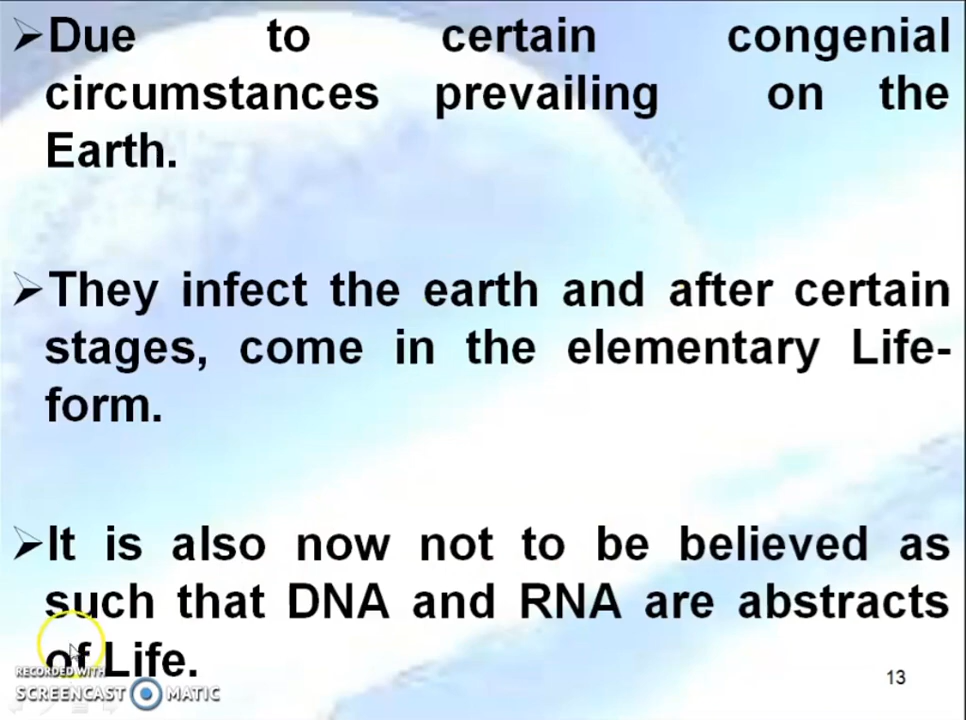 ➢Due to certain congenial
circumstances prevailing on the
Earth.
➢They infect the earth and after certain
stages, come in the elementary Life-
form.
➢It is also now not to be believed as
such that DNA and RNA are abstracts
of Life.
RECORDED WITH
SCREENCAST MATIC
13